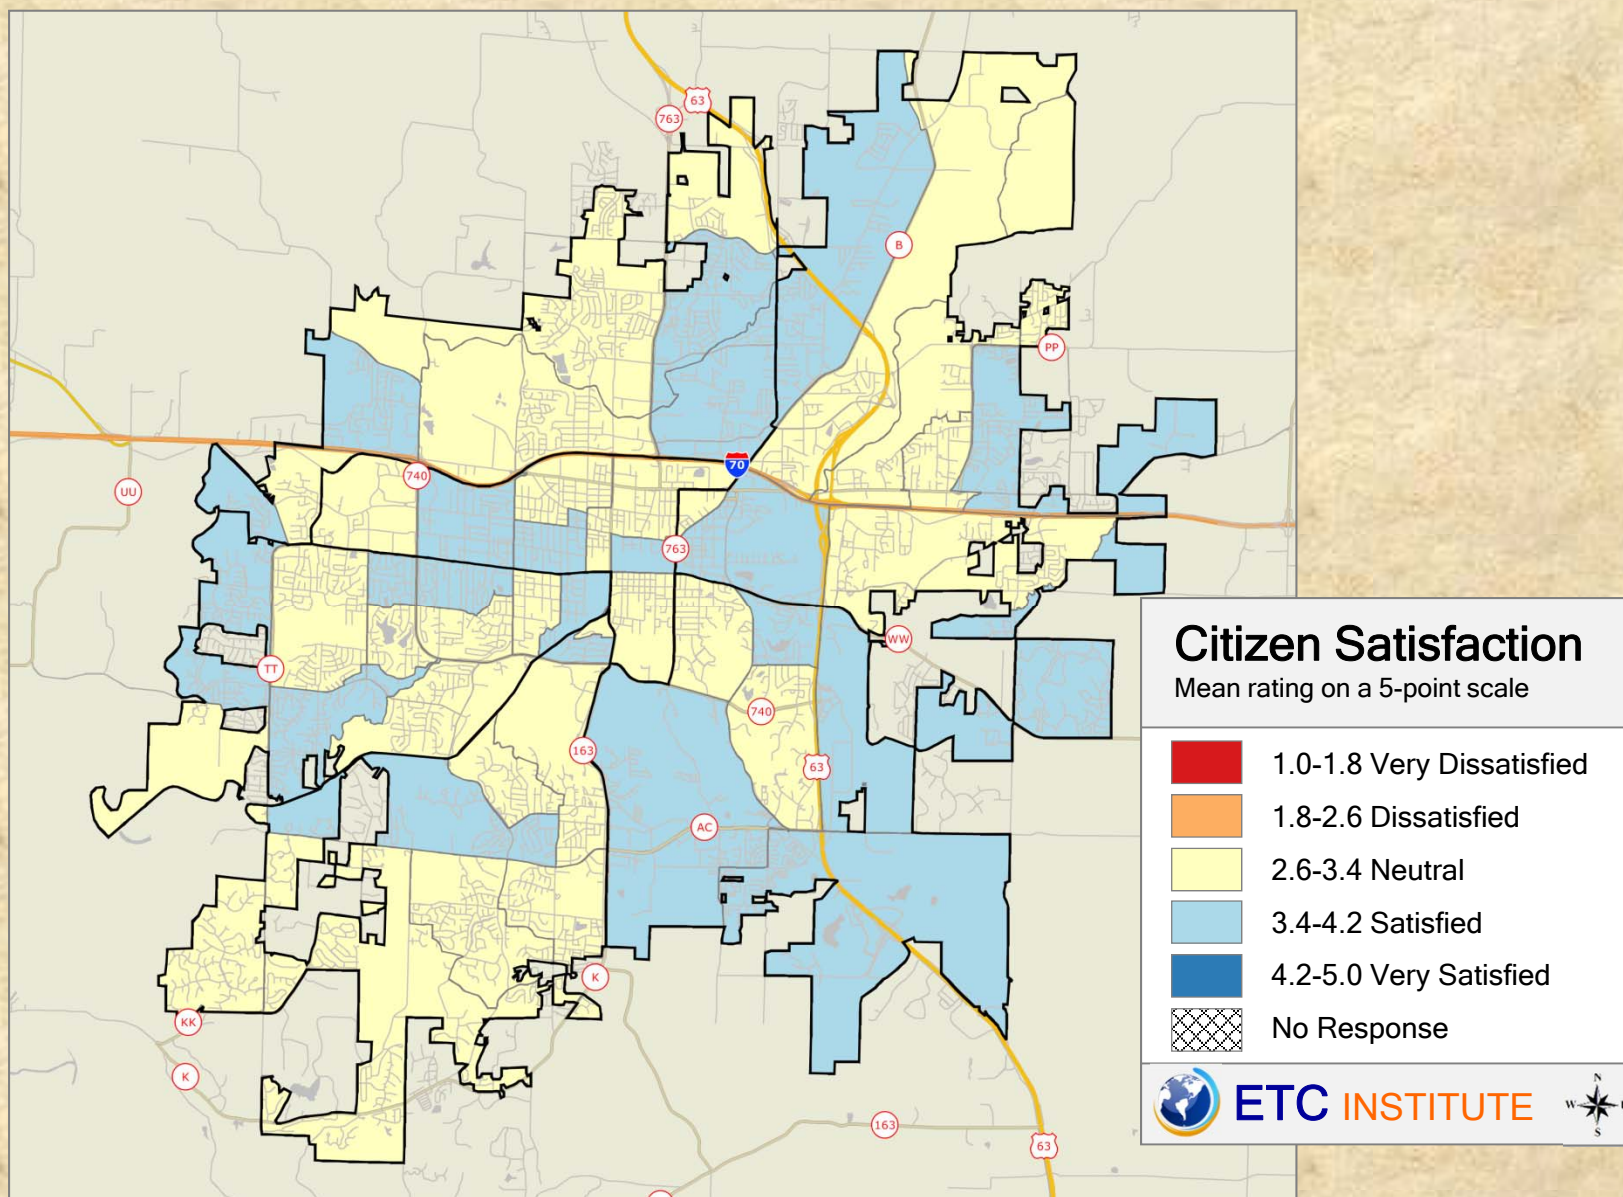 63
763
B
PP
70
740
UU
763
WW
TT
740
163
63
AC
K
KK
K
163
63
Citizen Satisfaction
Mean rating on a 5-point scale
1.0-1.8 Very Dissatisfied
1.8-2.6 Dissatisfied
2.6-3.4 Neutral
3.4-4.2 Satisfied
4.2-5.0 Very Satisfied
No Response
ETC INSTITUTE
N
W
S